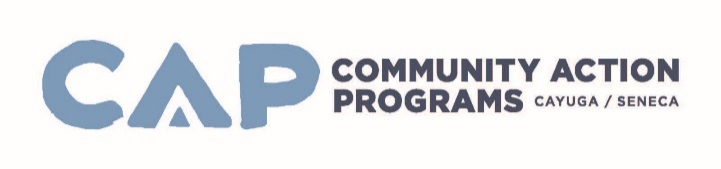 CAP
COMMUNITY ACTION
PROGRAMS CAYUGA / SENECA